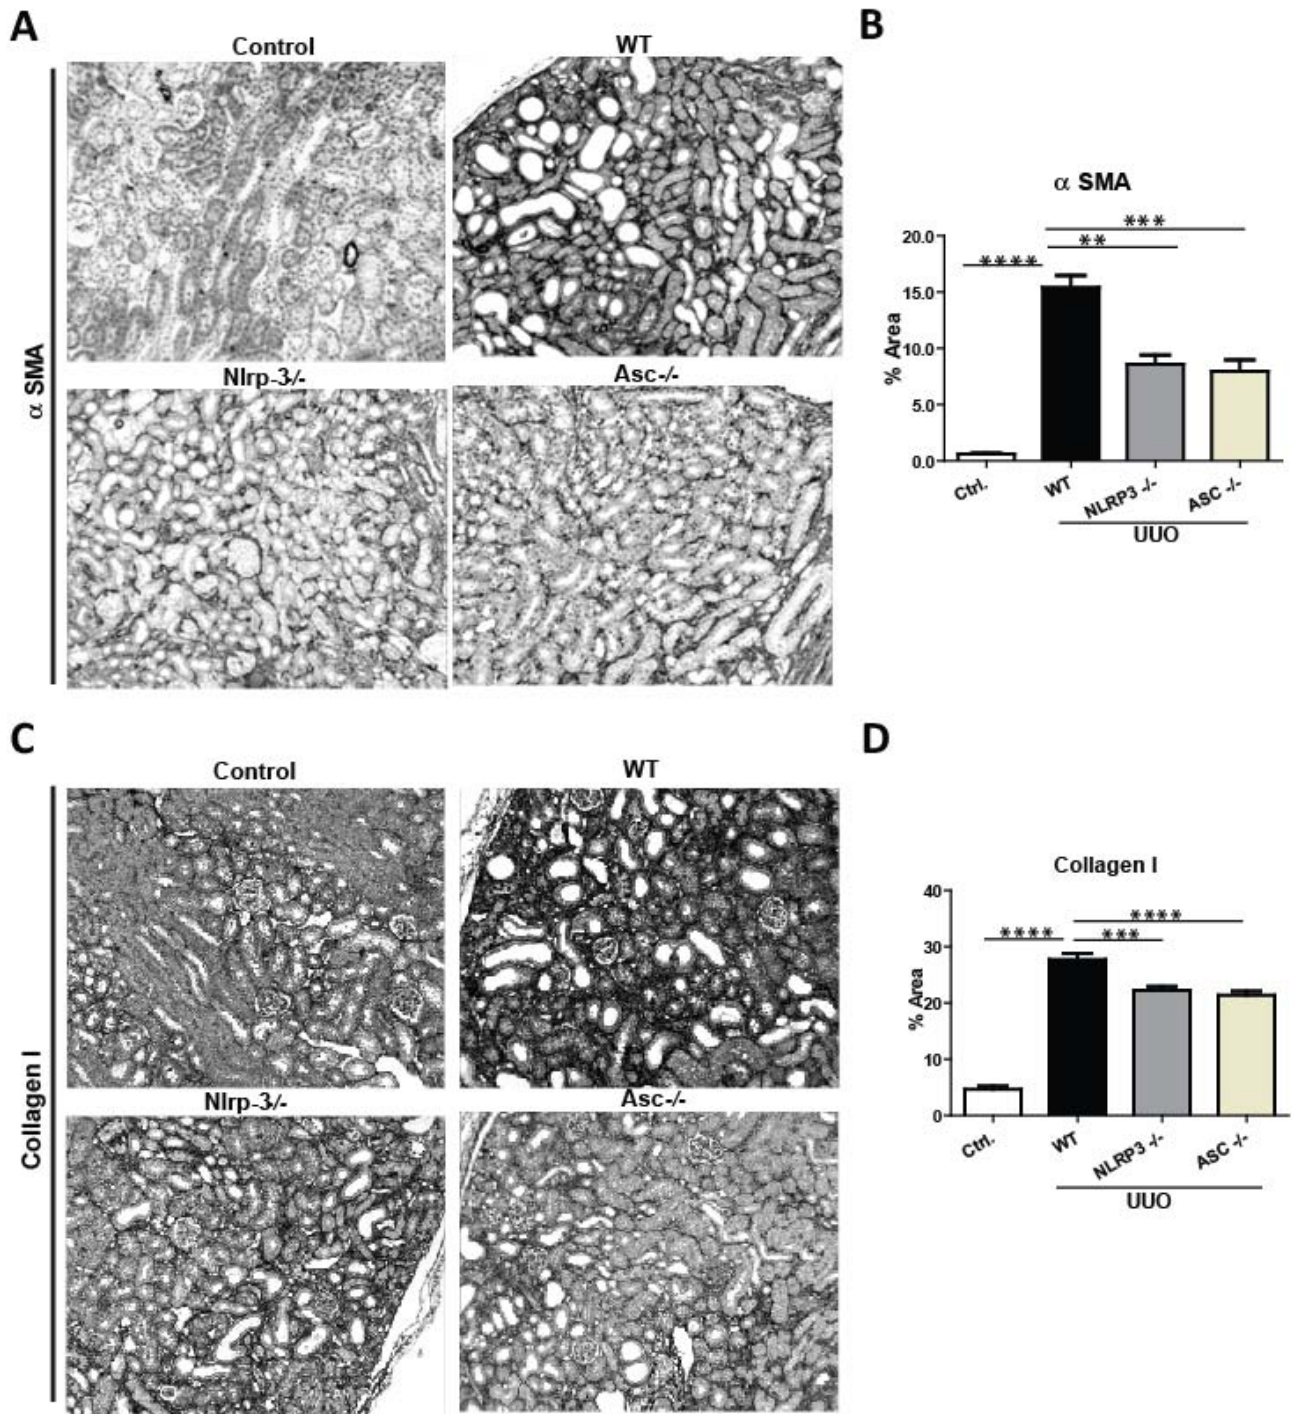 A
Control
WT
α SMA
Nlrp-3⁄-
Asc-/-
B
α SMA
***
**
****
20.0
15.0
10.0
5.0
0.0
% Area
Ctrl.
WT
NLRP3 -/-
ASC -/-
UUO
C
Control
WT
Collagen I
Nlrp-3⁄-
Asc-/-
D
Collagen I
****
**** ***
40
30
20
10
0
% Area
Ctrl.
WT
NLRP3 -/-
ASC -/-
UUO